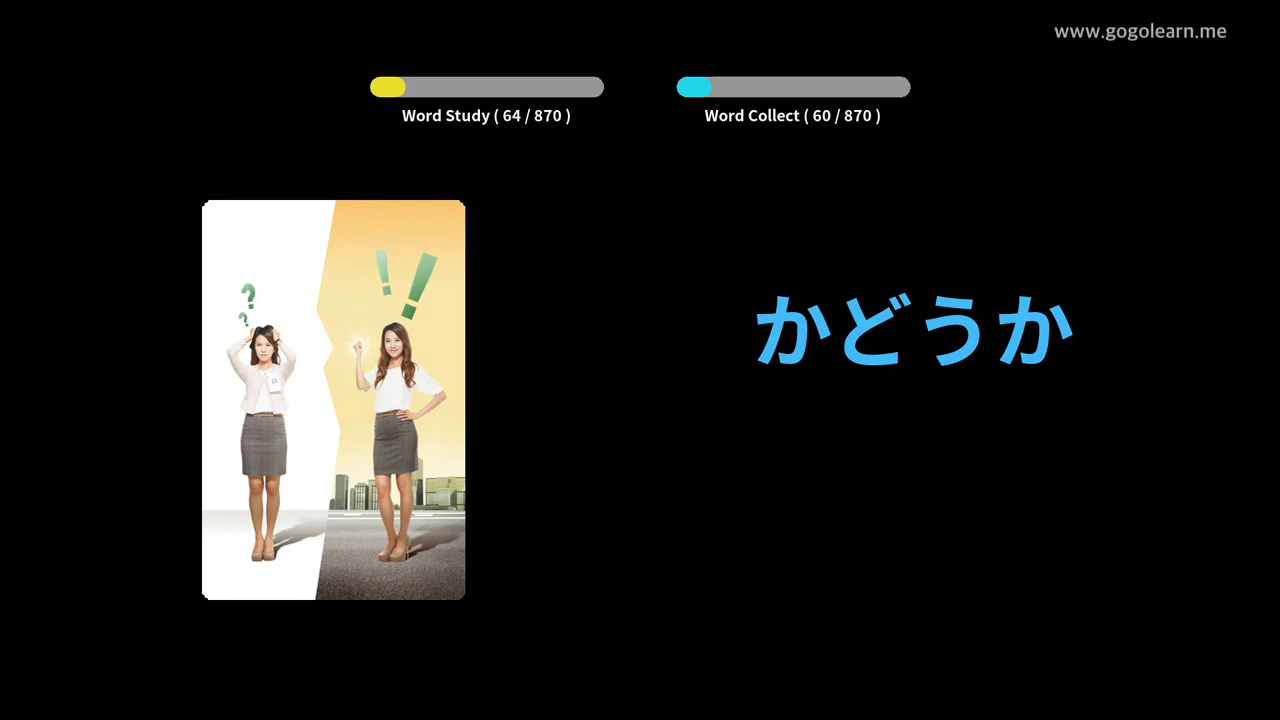 www.gogolearn.me
Word Study ( 64 / 870 )
Word Collect ( 60 / 870 )
? ?
! !
かどうか